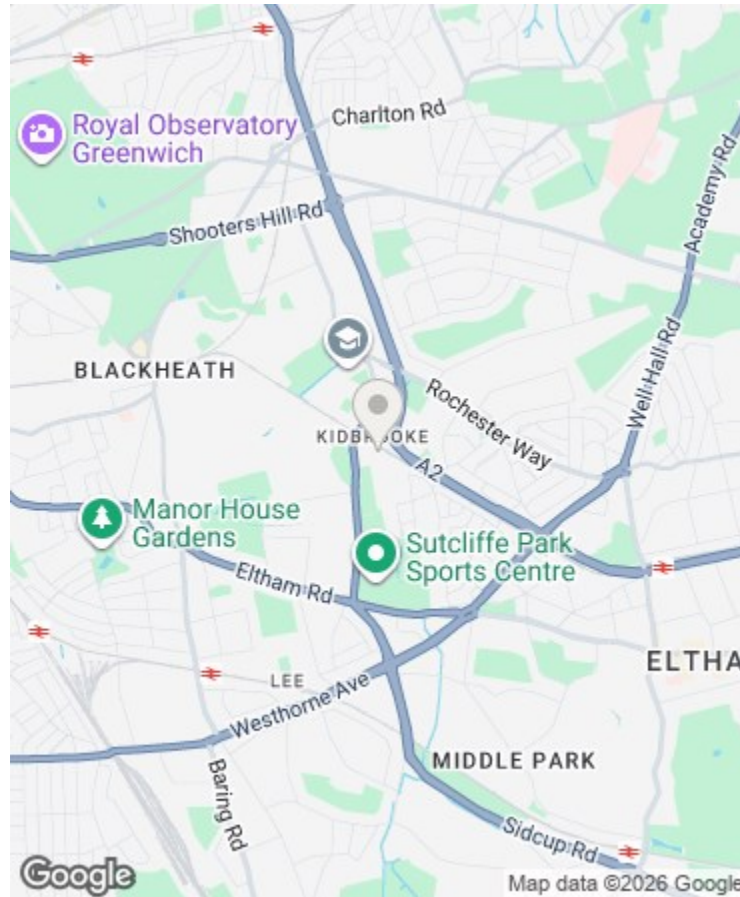 Charlton Rd
Royal Observatory
Greenwich
Academy Rd
Shooters Hill Rd
BLACKHEATH
Well Hall Rd
Rochester Way
KIDBROOKE
A2
Manor House
Gardens
Sutcliffe Park
Sports Centre
Eltham Rd
ELTHA
LEE
Westhorne Ave
MIDDLE PARK
Baring Rd
Sidcup Rd
Google
Map data ©2026 Google